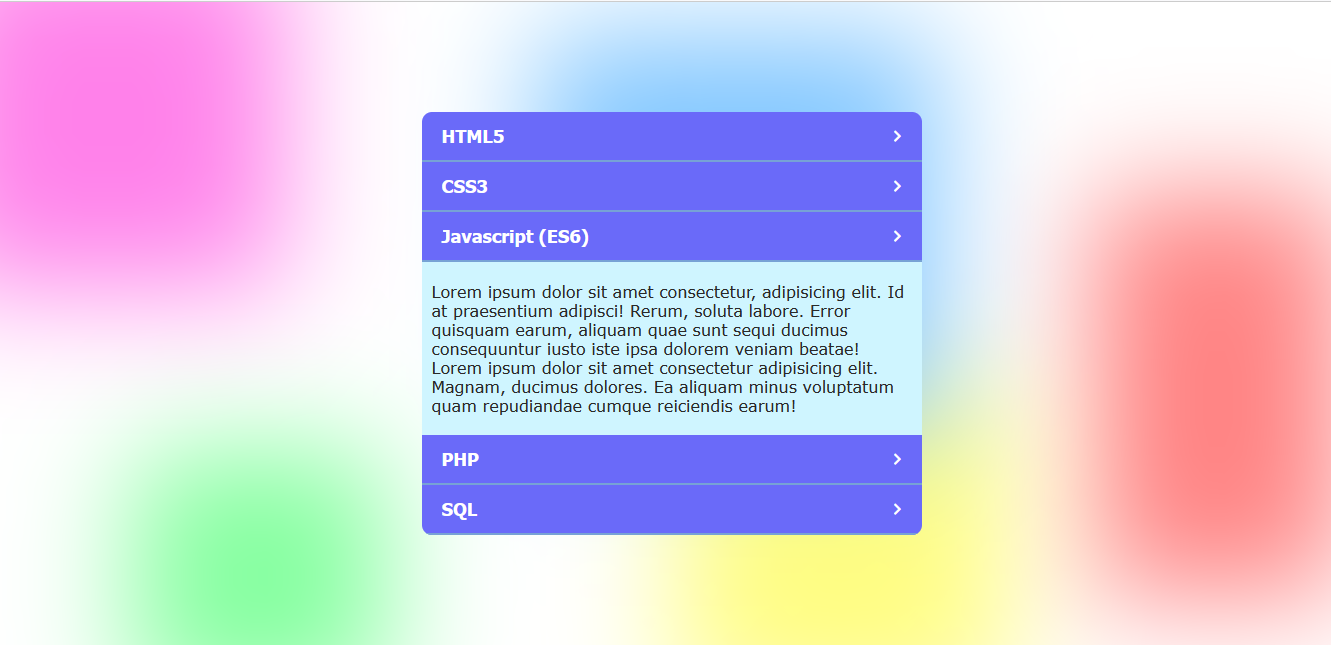 HTML5
CSS3
Javascript (ES6)
Lorem ipsum dolor sit amet consectetur, adipisicing elit. Id
at praesentium adipisci! Rerum, soluta labore. Error
quisquam earum, aliquam quae sunt sequi ducimus
consequuntur iusto iste ipsa dolorem veniam beatae!
Lorem ipsum dolor sit amet consectetur adipisicing elit.
Magnam, ducimus dolores. Ea aliquam minus voluptatum
quam repudiandae cumque reiciendis earum!
PHP
SQL